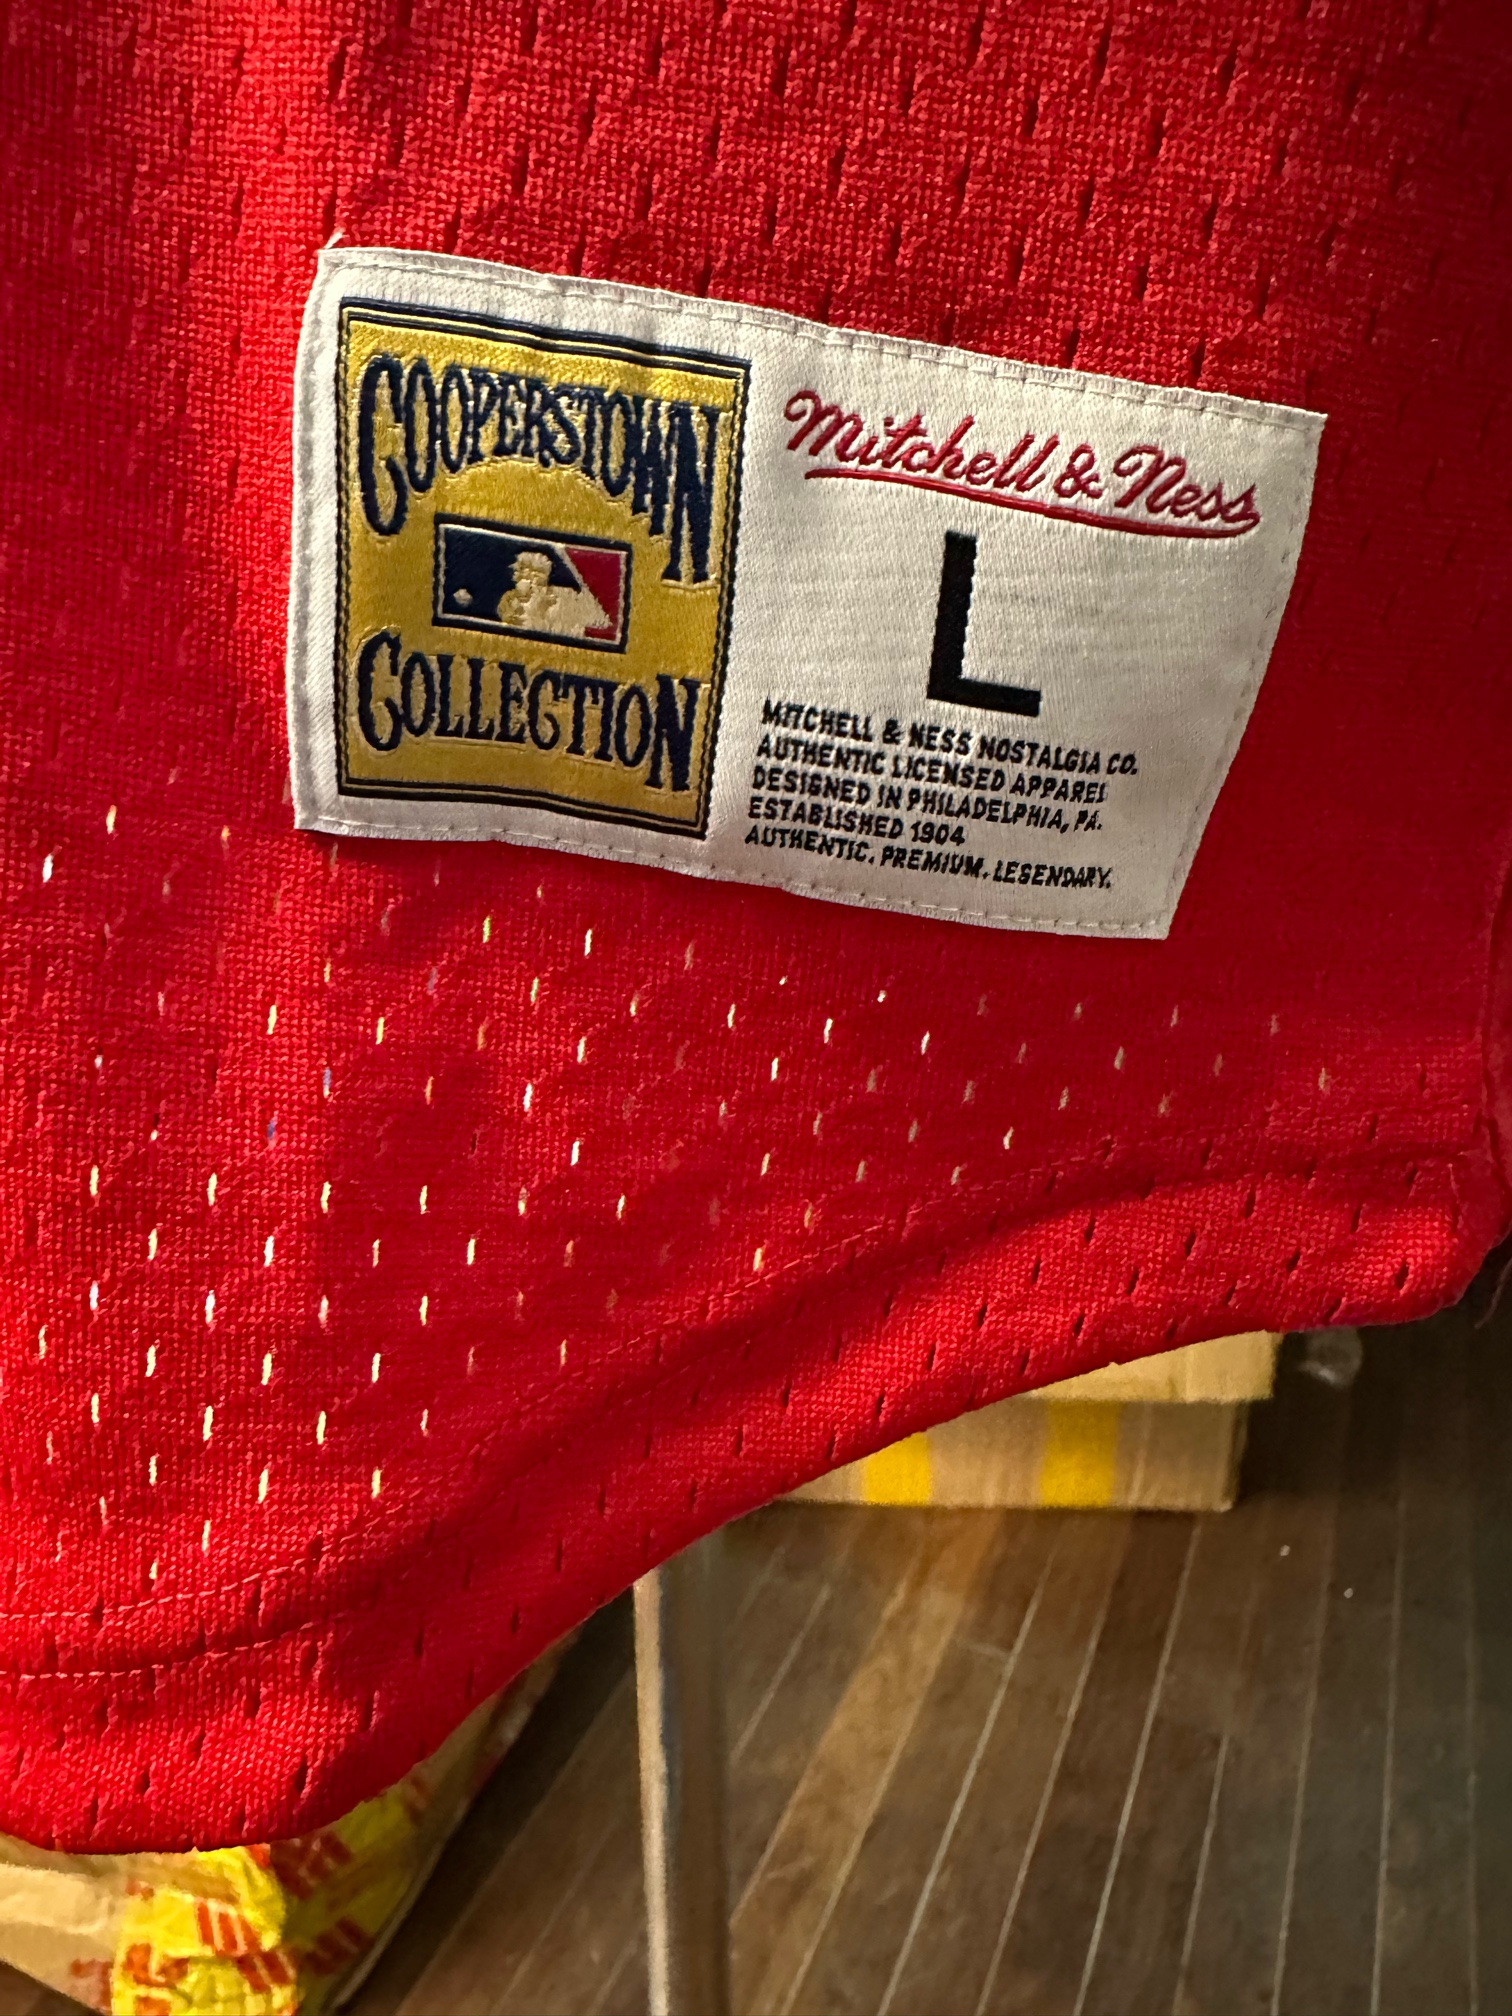 COOPERSTOWN
COLLECTION
Mitchell & Ness
L
MITCHELL & NESS NOSTALGIA CO.
AUTHENTIC LICENSED APPAREL
DESIGNED IN PHILADELPHIA, PA.
ESTABLISHED 1904
AUTHENTIC. PREMIUM. LEGENDARY.